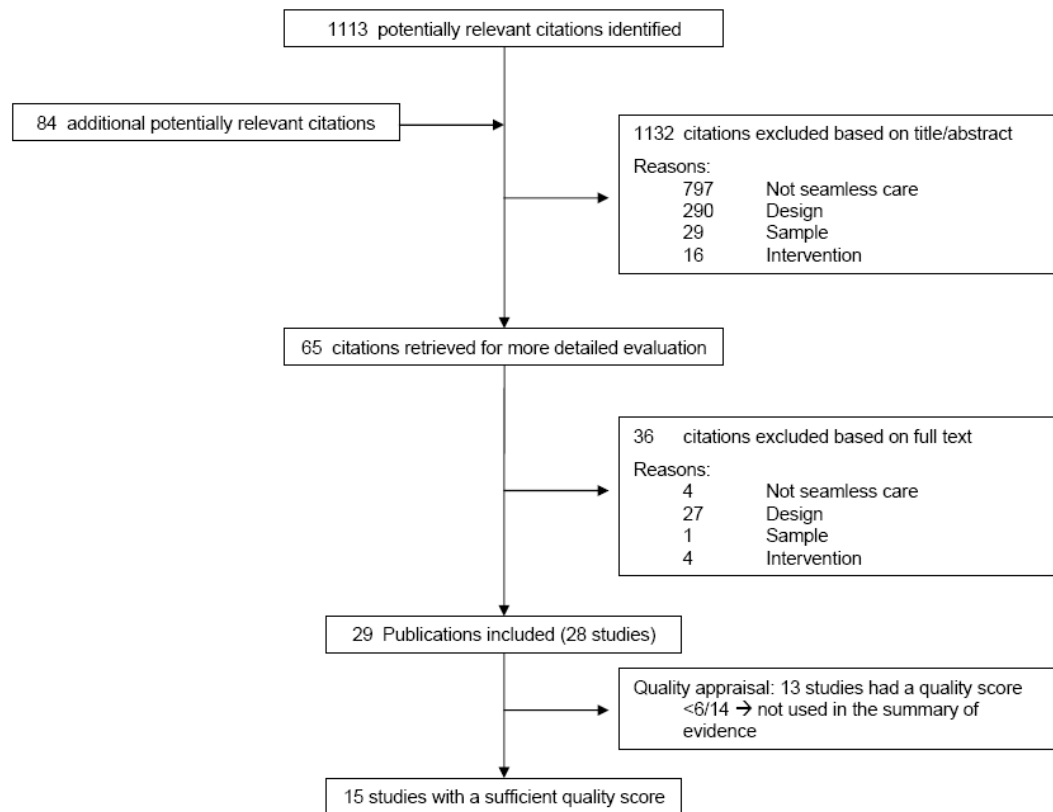 1113 potentially relevant citations identified
84 additional potentially relevant citations
1132 citations excluded based on title/abstract
Reasons:
797 Not seamless care
290 Design
29 Sample
16 Intervention
65 citations retrieved for more detailed evaluation
36 citations excluded based on full text
Reasons:
4 Not seamless care
27 Design
1 Sample
4 Intervention
29 Publications included (28 studies)
Quality appraisal: 13 studies had a quality score
<6/14 → not used in the summary of
evidence
15 studies with a sufficient quality score